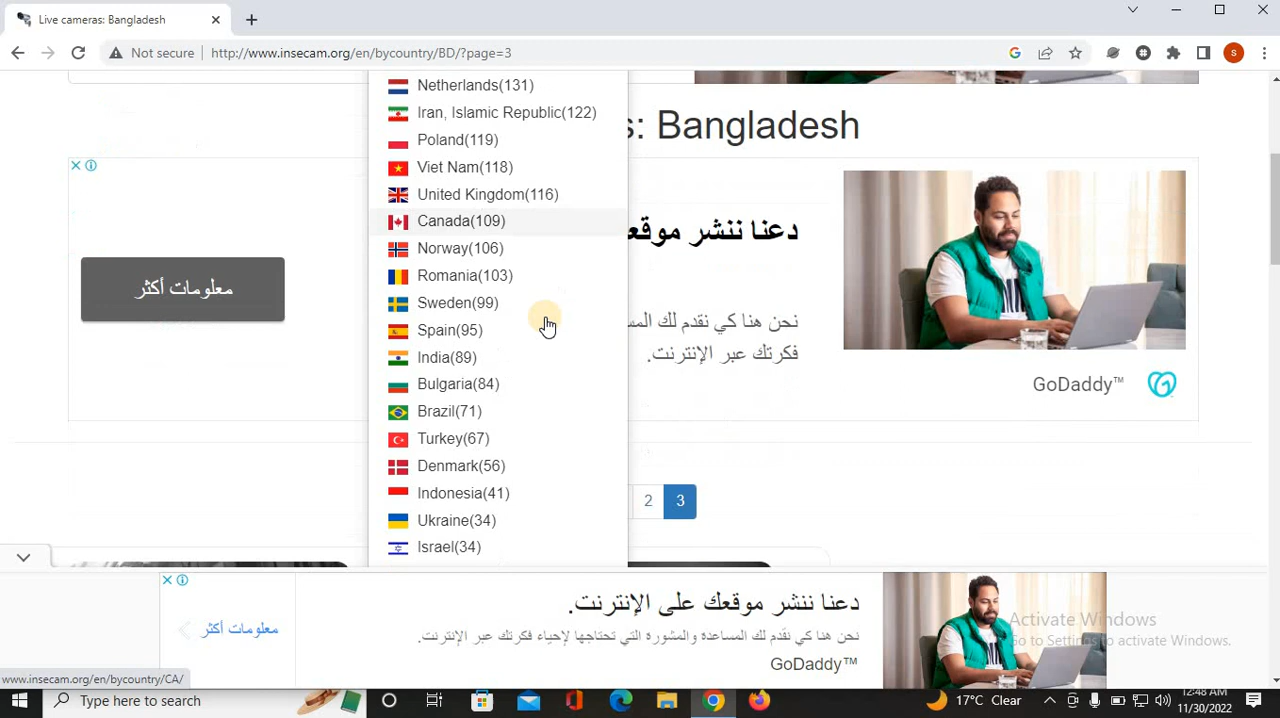 Live cameras: Bangladesh
Not secure
http://www.insecam.org/en/bycountry/BD/?page=3
S
Netherlands(131)
Iran, Islamic Republic(122)
Poland(119)
Viet Nam(118)
United Kingdom(116)
Canada(109)
Norway(106)
Romania(103)
Sweden(99)
Spain(95)
India(89)
Bulgaria(84)
Brazil(71)
Turkey(67)
Denmark(56)
Indonesia(41)
Ukraine(34)
Israel(34)
s: Bangladesh
معلومات أكثر
دعنا ننشر موقع
نحن هنا كي نقدم لك المس
فكرتك عبر الإنترنت.
GoDaddy™
2
3
دعنا ننشر موقعك على الإنترنت.
نحن هنا كي نقدم لك المساعدة والمشورة التي تحتاجها لإحياء فكرتك عبر الإنترنت.
GoDaddy™
معلومات أكثر
Activate Windows
Go to Settings to activate Windows.
www.insecam.org/en/bycountry/CA/
Type here to search
17°C Clear
12:48 AM
11/30/2022